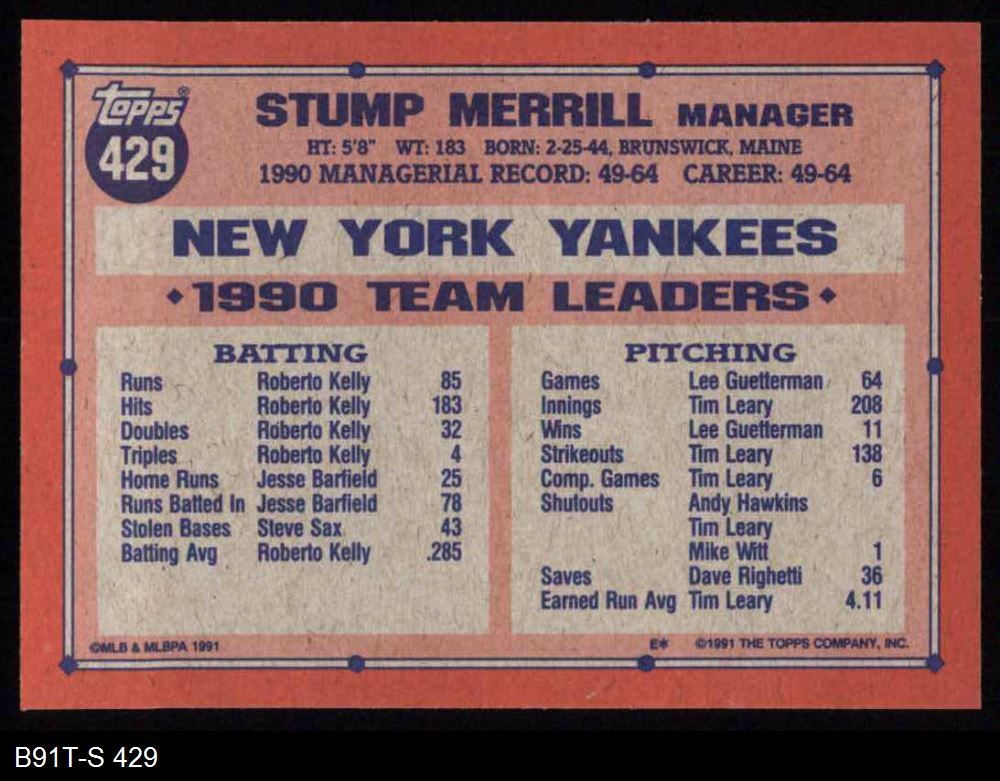 topps®
429
STUMP MERRILL MANAGER
HT: 5'8" WT: 183 BORN: 2-25-44, BRUNSWICK, MAINE
1990 MANAGERIAL RECORD: 49-64 CAREER: 49-64
NEW YORK YANKEES
♦1990 TEAM LEADERS♦
BATTING
Runs Roberto Kelly 85
Hits Roberto Kelly 183
Doubles Roberto Kelly 32
Triples Roberto Kelly 4
Home Runs Jesse Barfield 25
Runs Batted In Jesse Barfield 78
Stolen Bases Steve Sax 43
Batting Avg Roberto Kelly .285
PITCHING
Games Lee Guetterman 64
Innings Tim Leary 208
Wins Lee Guetterman 11
Strikeouts Tim Leary 138
Comp. Games Tim Leary 6
Shutouts Andy Hawkins
Tim Leary
Mike Witt 1
Saves Dave Righetti 36
Earned Run Avg Tim Leary 4.11
©MLB & MLBPA 1991
E* ©1991 THE TOPPS COMPANY, INC.
B91T-S 429